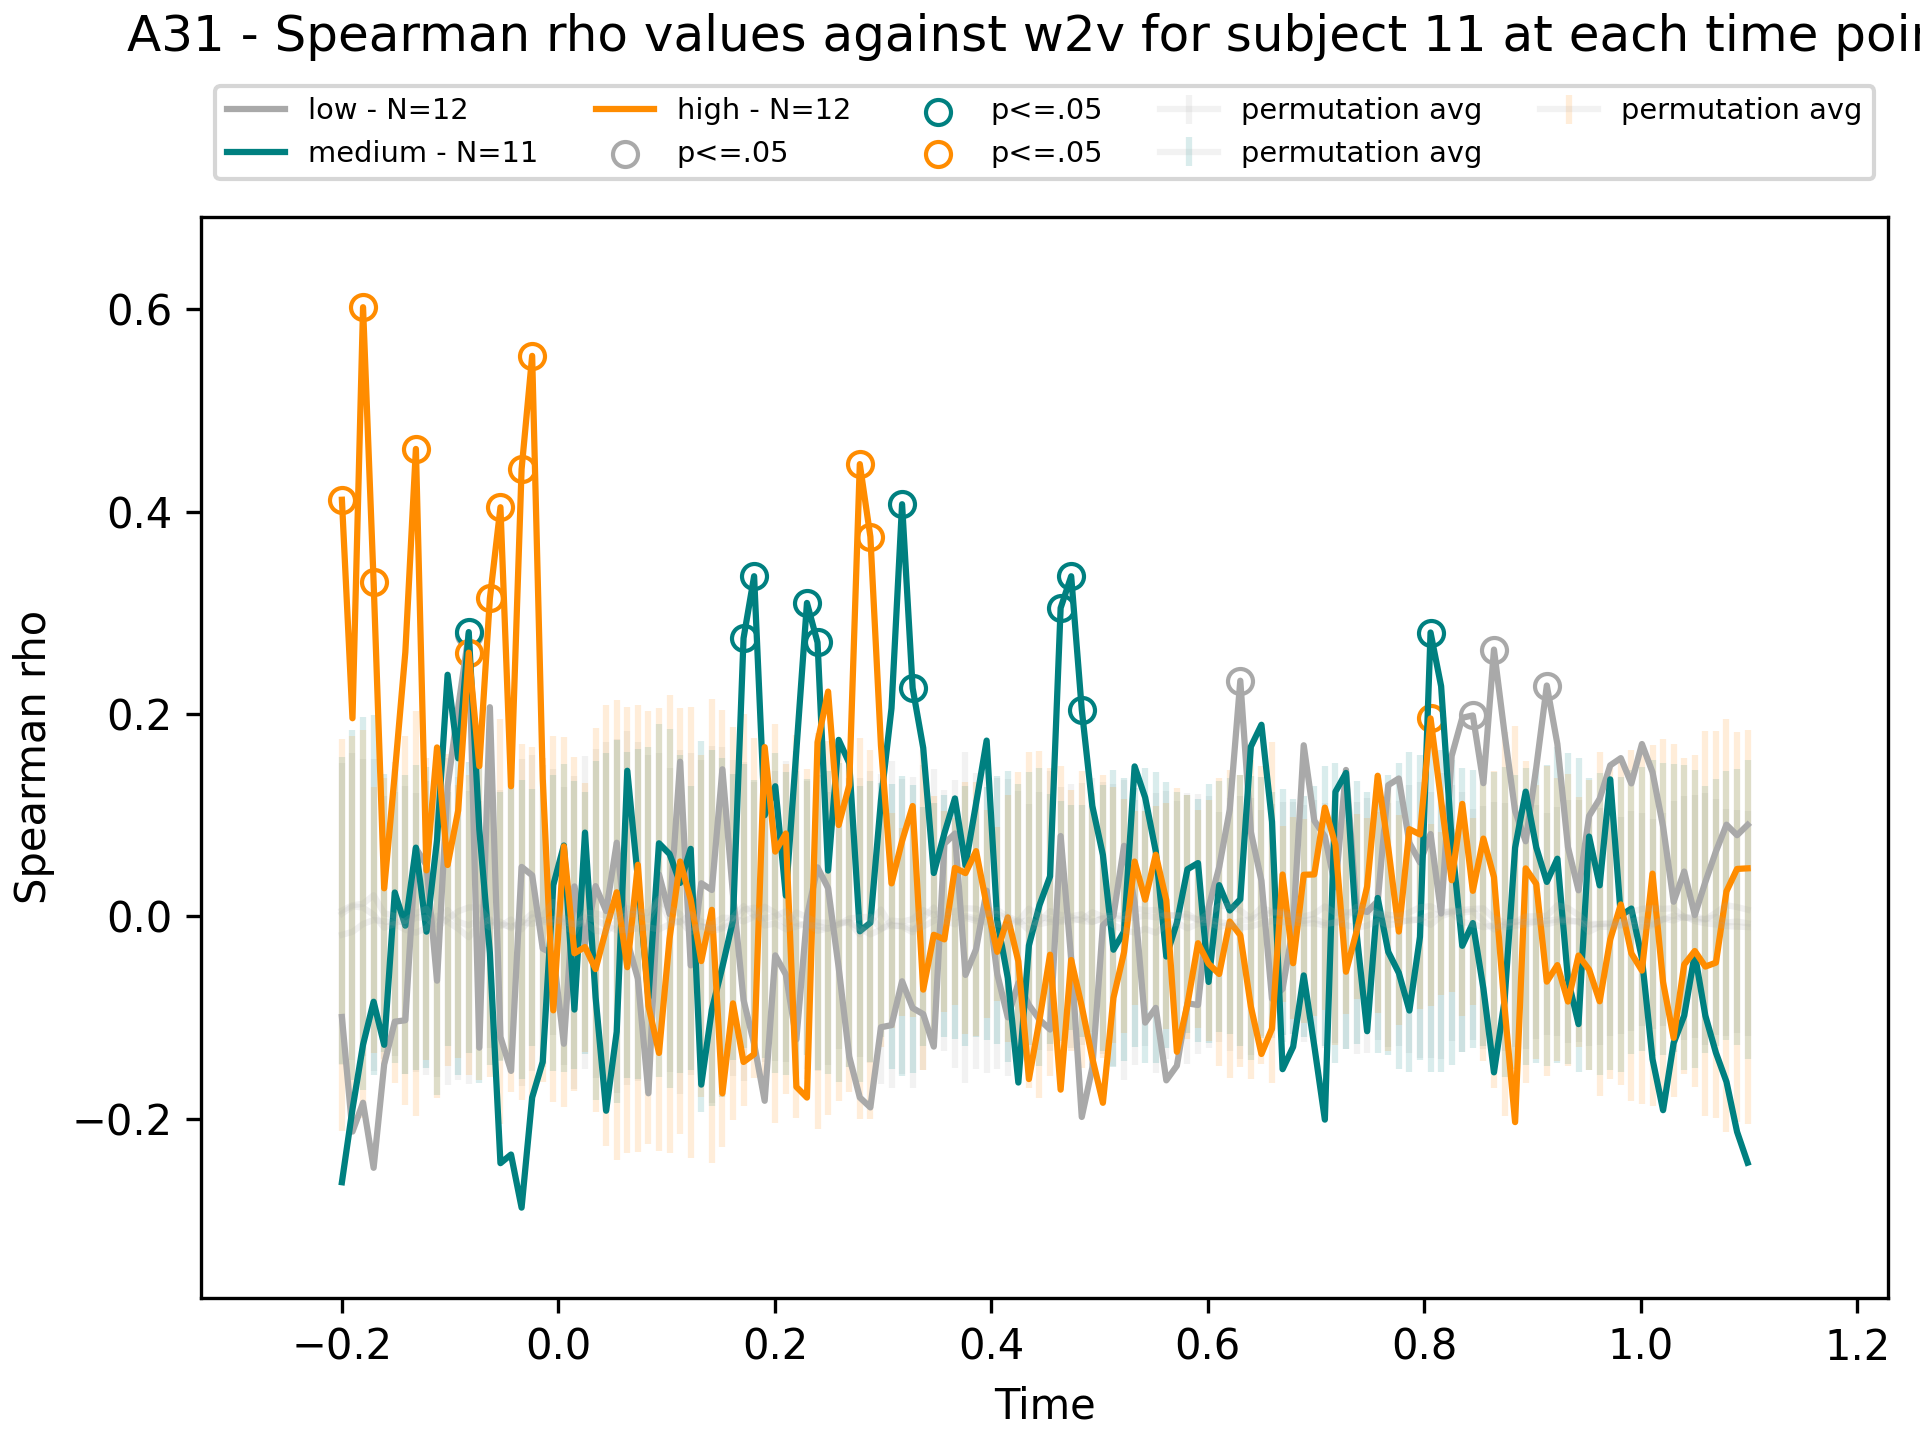 A31 - Spearman rho values against w2v for subject 11 at each time poi
low - N=12
medium - N=11
high - N=12
p<=.05
p<=.05
p<=.05
permutation avg
permutation avg
permutation avg
Spearman rho
0.6
0.4
0.2
0.0
−0.2
−0.2 0.0 0.2 0.4 0.6 0.8 1.0 1.2
Time